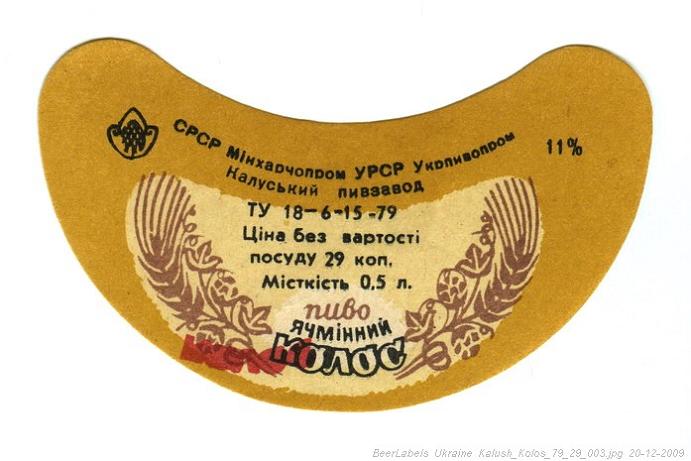 СРСР Мінхарчопром УРСР Укрпивопром
Калуський пивзавод
11%
ТУ 18-6-15-79
Ціна без вартості
посуду 29 коп.
Місткість 0,5 л.
пиво
ЯЧМІННИЙ
колос
BeerLabels Ukraine Kalush_Kolos_79_29_003.jpg 20-12-2009